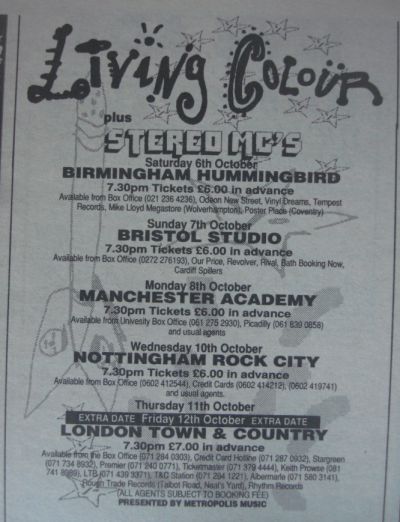 LIVING COLOUR
plus
STEREO MC'S
Saturday 6th October
BIRMINGHAM HUMMINGBIRD
7.30pm Tickets £6.00 in advance
Available from Box Office (021 236 4236), Odeon New Street, Vinyl Dreams, Tempest
Records, Mike Lloyd Megastore (Wolverhampton), Poster Place (Coventry)
Sunday 7th October
BRISTOL STUDIO
7.30pm Tickets £6.00 in advance
Available from Box Office (0272 276193), Our Price, Revolver, Rival, Bath Booking Now,
Cardiff Spillers
Monday 8th October
MANCHESTER ACADEMY
7.30pm Tickets £6.00 in advance
Available from Univesity Box Office (061 275 2930), Picadilly (061 839 0858)
and usual agents
Wednesday 10th October
NOTTINGHAM ROCK CITY
7.30pm Tickets £6.00 in advance
Available from Box Office (0602 412544), Credit Cards (0602 414212), (0602 419741)
and usual agents.
Thursday 11th October
EXTRA DATE Friday 12th October EXTRA DATE
LONDON TOWN & COUNTRY
7.30pm £7.00 in advance
Available from the Box Office (071 284 0303), Credit Card Hotline (071 287 0932), Stargreen
(071 734 8932), Premier (071 240 0771), Ticketmaster (071 379 4444), Keith Prowse (081
741 8989), LTB (071 439 3371), T&C Station (071 284 1221), Albermarle (071 580 3141),
Rough Trade Records (Talbot Road, Neal's Yard), Rhythm Records
(ALL AGENTS SUBJECT TO BOOKING FEE)
PRESENTED BY METROPOLIS MUSIC